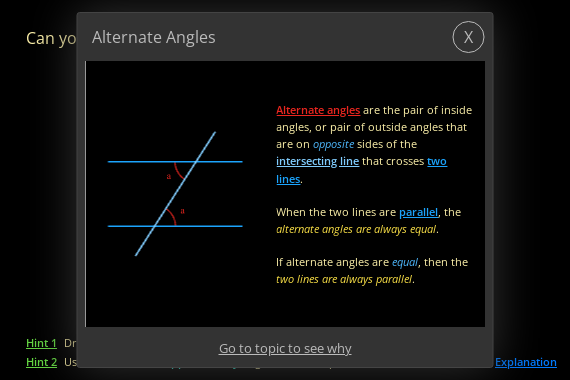 Can yo
Alternate Angles
X
Alternate angles are the pair of inside
angles, or pair of outside angles that
are on opposite sides of the
intersecting line that crosses two
lines.
a
a
When the two lines are parallel, the
alternate angles are always equal.
If alternate angles are equal, then the
two lines are always parallel.
Hint 1 Dr
Hint 2 Us
Explanation
Go to topic to see why